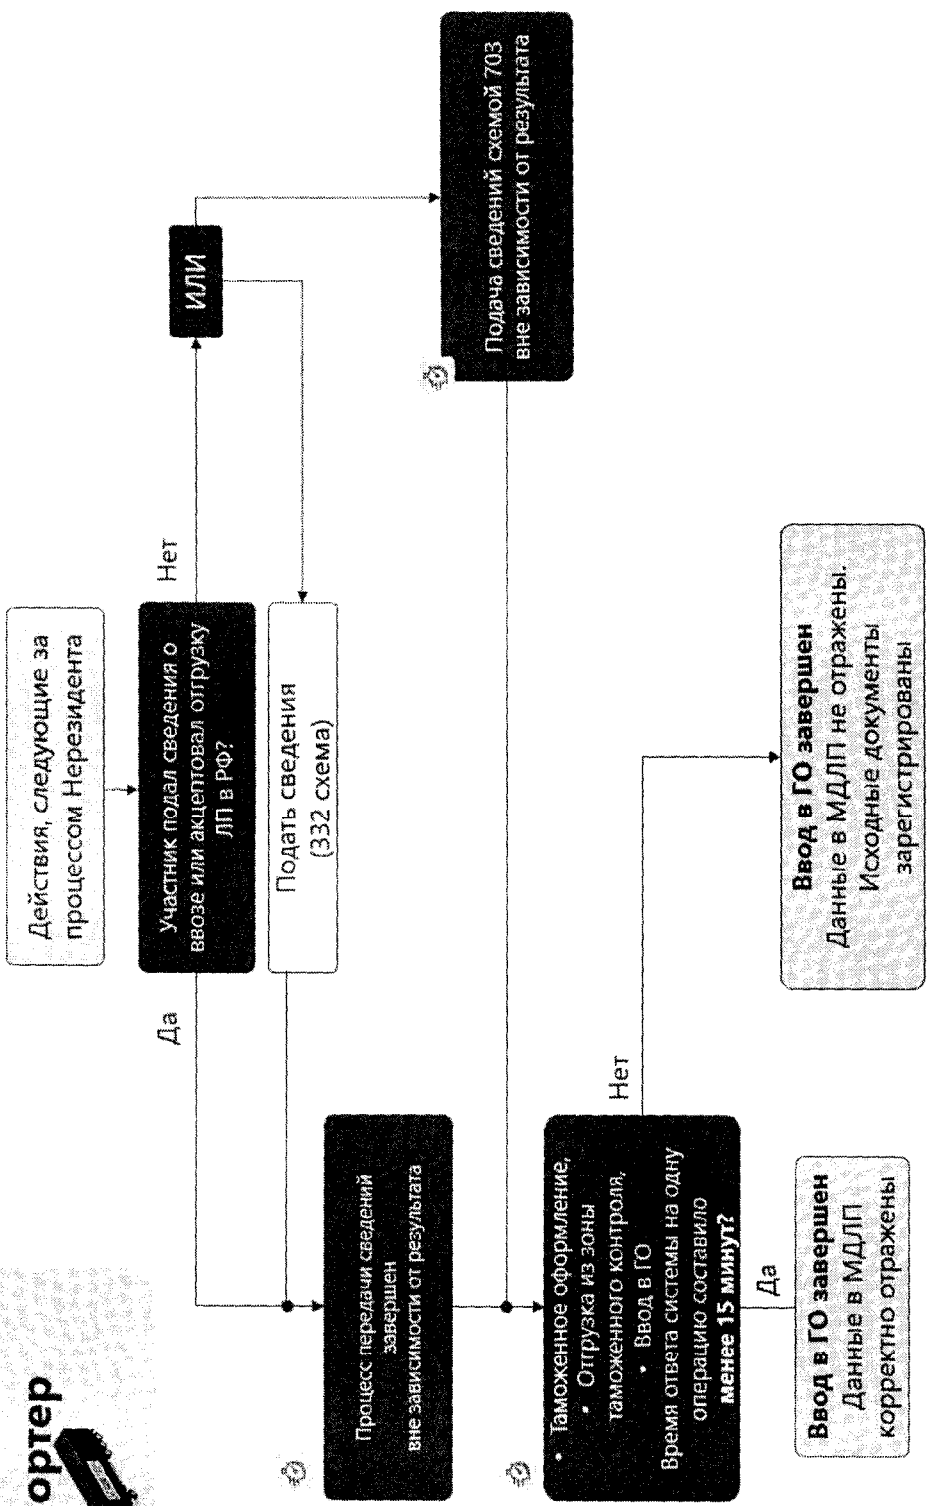 ортер
Действия, следующие за
процессом Нерезидента
Участник подал сведения о
ввозе или акцептовал отгрузку
ЛП в РФ?
Да
Нет
ИЛИ
Подать сведения
(332 схема)
Процесс передачи сведений
завершен
вне зависимости от результата
Подача сведений схемой 703
вне зависимости от результата
• Таможенное оформление,
• Отгрузка из зоны
таможенного контроля,
• Ввод в ГО
Время ответа системы на одну
операцию составило
менее 15 минут?
Нет
Да
Ввод в ГО завершен
Данные в МДЛП
корректно отражены
Ввод в ГО завершен
Данные в МДЛП не отражены.
Исходные документы
зарегистрированы